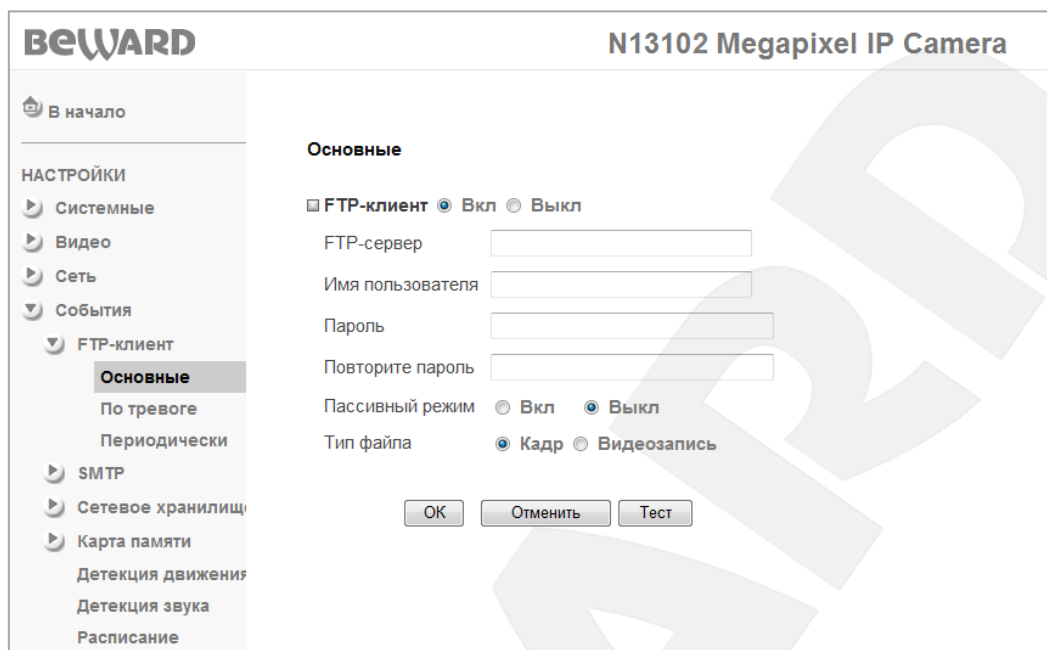 BEWARD
N13102 Megapixel IP Camera
В начало
НАСТРОЙКИ
Системные
Видео
Сеть
События
FTP-клиент
Основные
По тревоге
Периодически
SMTP
Сетевое хранилищ
Карта памяти
Детекция движения
Детекция звука
Расписание
Основные
FTP-клиент Вкл Выкл
FTP-сервер
Имя пользователя
Пароль
Повторите пароль
Пассивный режим Вкл Выкл
Тип файла Кадр Видеозапись
ОК Отменить Тест